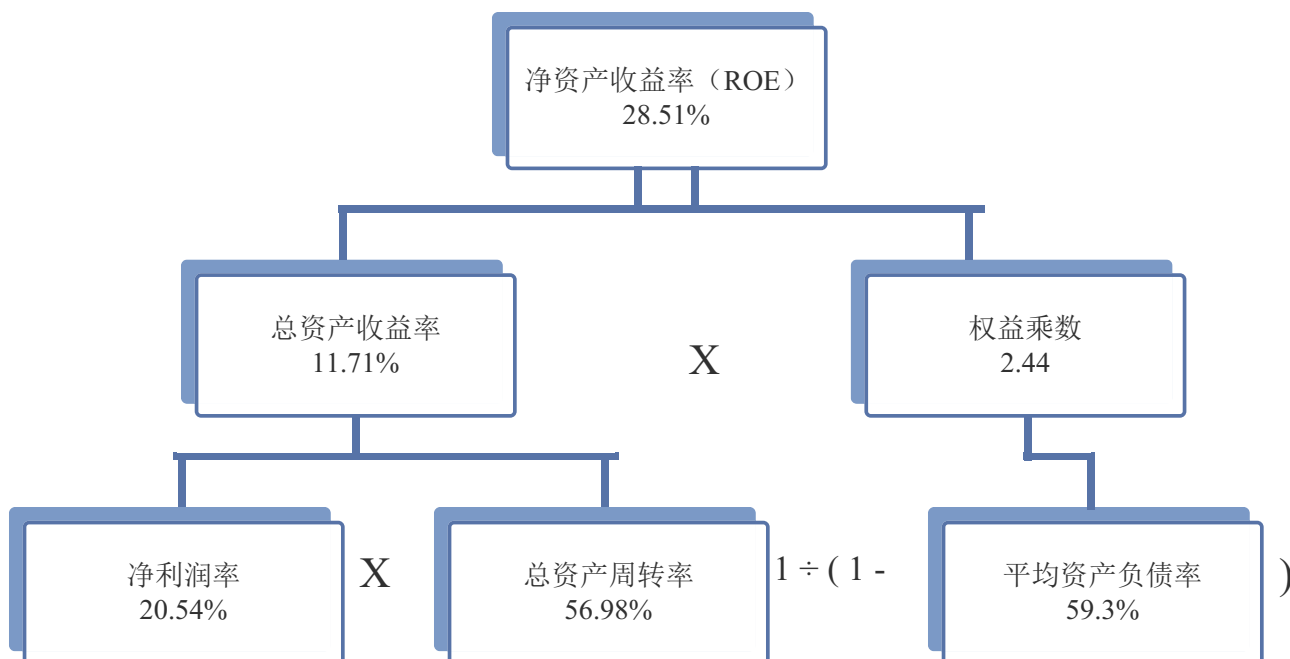 净资产收益率（ROE）
28.51%
总资产收益率
11.71%
X
权益乘数
2.44
净利润率
20.54%
X
总资产周转率
56.98%
1 ÷ ( 1 -
平均资产负债率
59.3%
)